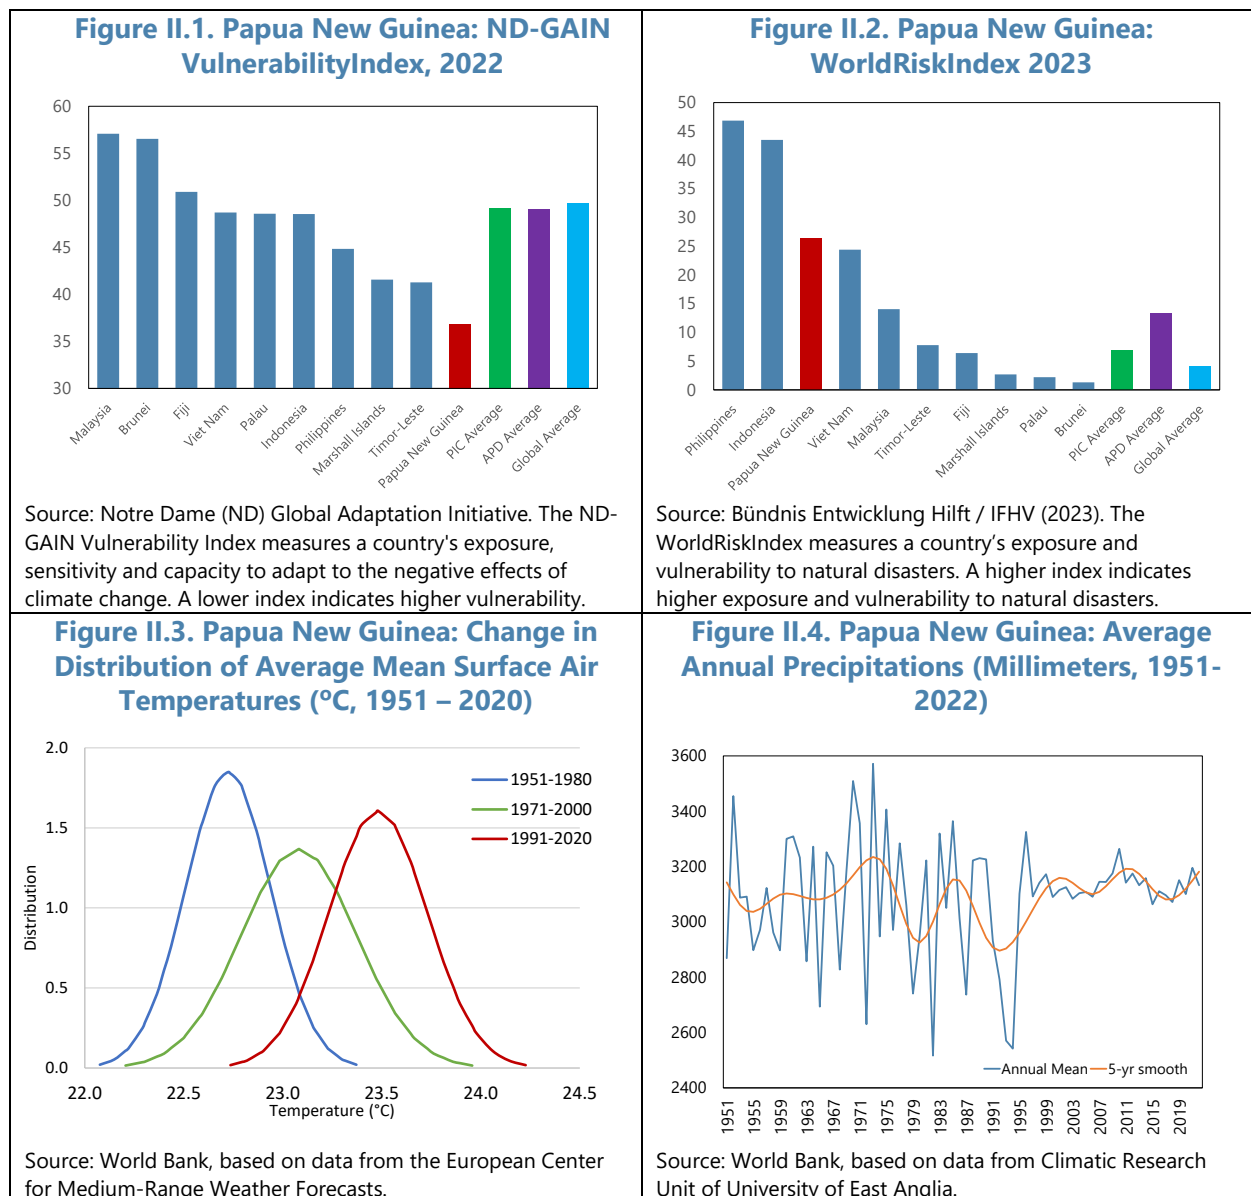 Figure II.1. Papua New Guinea: ND-GAIN
VulnerabilityIndex, 2022
60
55
50
45
40
35
30
Malaysia
Brunei
Fiji
Viet Nam
Palau
Indonesia
Philippines
Marshall Islands
Timor-Leste
Papua New Guinea
PIC Average
APD Average
Global Average
Source: Notre Dame (ND) Global Adaptation Initiative. The ND-
GAIN Vulnerability Index measures a country's exposure,
sensitivity and capacity to adapt to the negative effects of
climate change. A lower index indicates higher vulnerability.
Figure II.2. Papua New Guinea:
WorldRiskIndex 2023
50
45
40
35
30
25
20
15
10
5
0
Philippines
Indonesia
Papua New Guinea
Viet Nam
Malaysia
Timor-Leste
Fiji
Marshall Islands
Palau
Brunei
PIC Average
APD Average
Global Average
Source: Bündnis Entwicklung Hilft / IFHV (2023). The
WorldRiskIndex measures a country’s exposure and
vulnerability to natural disasters. A higher index indicates
higher exposure and vulnerability to natural disasters.
Figure II.3. Papua New Guinea: Change in
Distribution of Average Mean Surface Air
Temperatures (ºC, 1951 – 2020)
2.0
1.5
1.0
0.5
0.0
Distribution
1951-1980
1971-2000
1991-2020
22.0 22.5 23.0 23.5 24.0 24.5
Temperature (°C)
Source: World Bank, based on data from the European Center
for Medium-Range Weather Forecasts.
Figure II.4. Papua New Guinea: Average
Annual Precipitations (Millimeters, 1951-
2022)
3600
3400
3200
3000
2800
2600
2400
Annual Mean 5-yr smooth
1951
1955
1959
1963
1967
1971
1975
1979
1983
1987
1991
1995
1999
2003
2007
2011
2015
2019
Source: World Bank, based on data from Climatic Research
Unit of University of East Anglia.